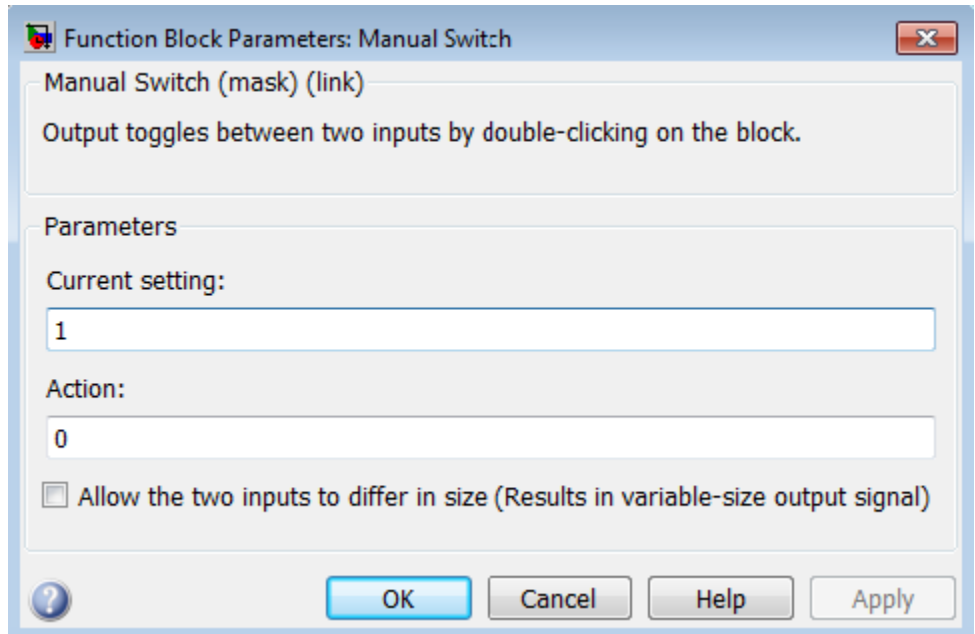 Function Block Parameters: Manual Switch
Manual Switch (mask) (link)
Output toggles between two inputs by double-clicking on the block.
Parameters
Current setting:
1
Action:
0
Allow the two inputs to differ in size (Results in variable-size output signal)
? OK Cancel Help Apply